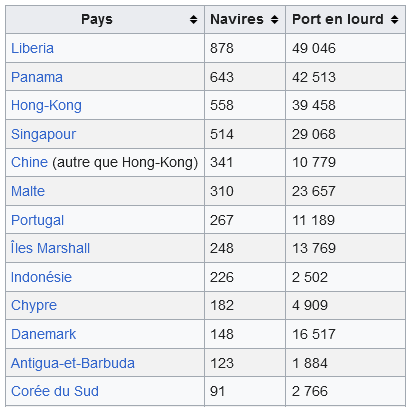 Pays Navires Port en lourd
Liberia 878 49 046
Panama 643 42 513
Hong-Kong 558 39 458
Singapour 514 29 068
Chine (autre que Hong-Kong) 341 10 779
Malte 310 23 657
Portugal 267 11 189
Îles Marshall 248 13 769
Indonésie 226 2 502
Chypre 182 4 909
Danemark 148 16 517
Antigua-et-Barbuda 123 1 884
Corée du Sud 91 2 766